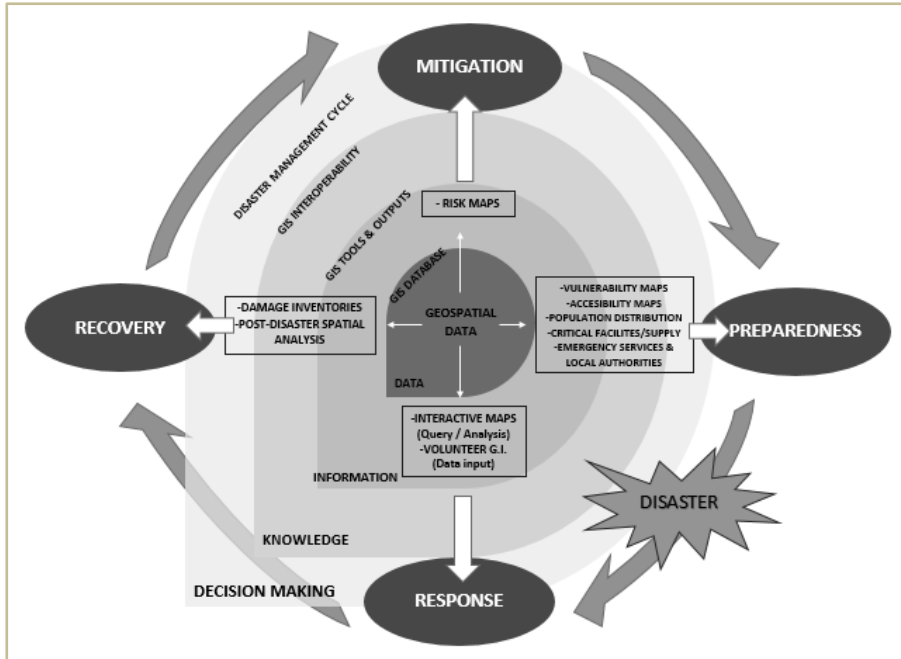 MITIGATION
DISASTER MANAGEMENT CYCLE
GIS INTEROPERABILITY
GIS TOOLS & OUTPUTS
GIS DATABASE
- RISK MAPS
RECOVERY
-DAMAGE INVENTORIES
-POST-DISASTER SPATIAL
ANALYSIS
GEOSPATIAL
DATA
-VULNERABILITY MAPS
-ACCESIBILITY MAPS
-POPULATION DISTRIBUTION
-CRITICAL FACILITES/SUPPLY
-EMERGENCY SERVICES &
LOCAL AUTHORITIES
PREPAREDNESS
DATA
-INTERACTIVE MAPS
(Query / Analysis)
-VOLUNTEER G.I.
(Data input)
INFORMATION
DISASTER
KNOWLEDGE
DECISION MAKING
RESPONSE